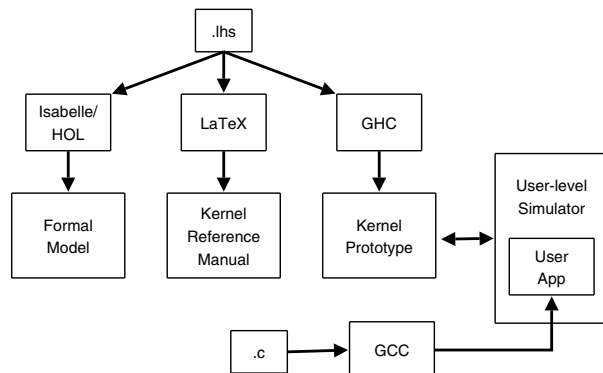 .lhs
Isabelle/
HOL
LaTeX
GHC
Formal
Model
Kernel
Reference
Manual
Kernel
Prototype
User-level
Simulator
User
App
.c
GCC